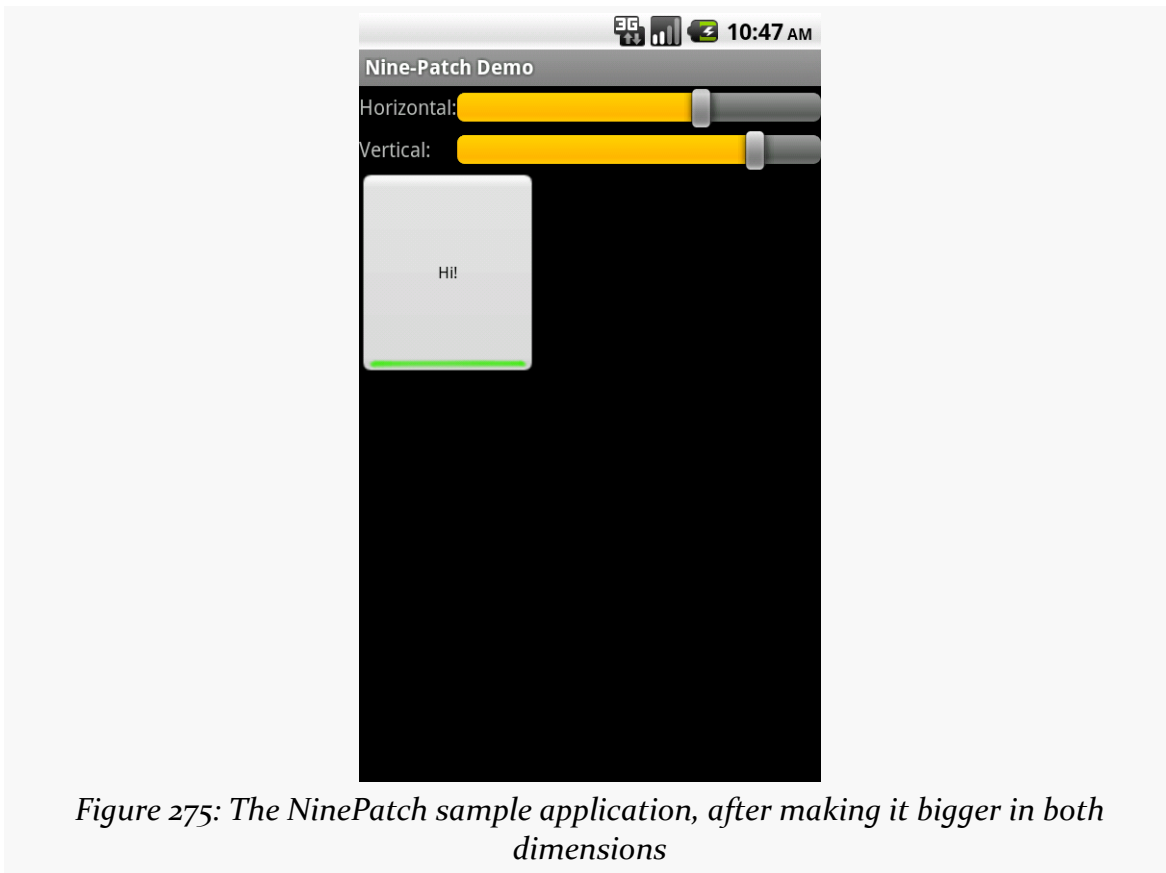 3G
10:47 AM
Nine-Patch Demo
Horizontal:
Vertical:
Hi!
Figure 275: The NinePatch sample application, after making it bigger in both
dimensions